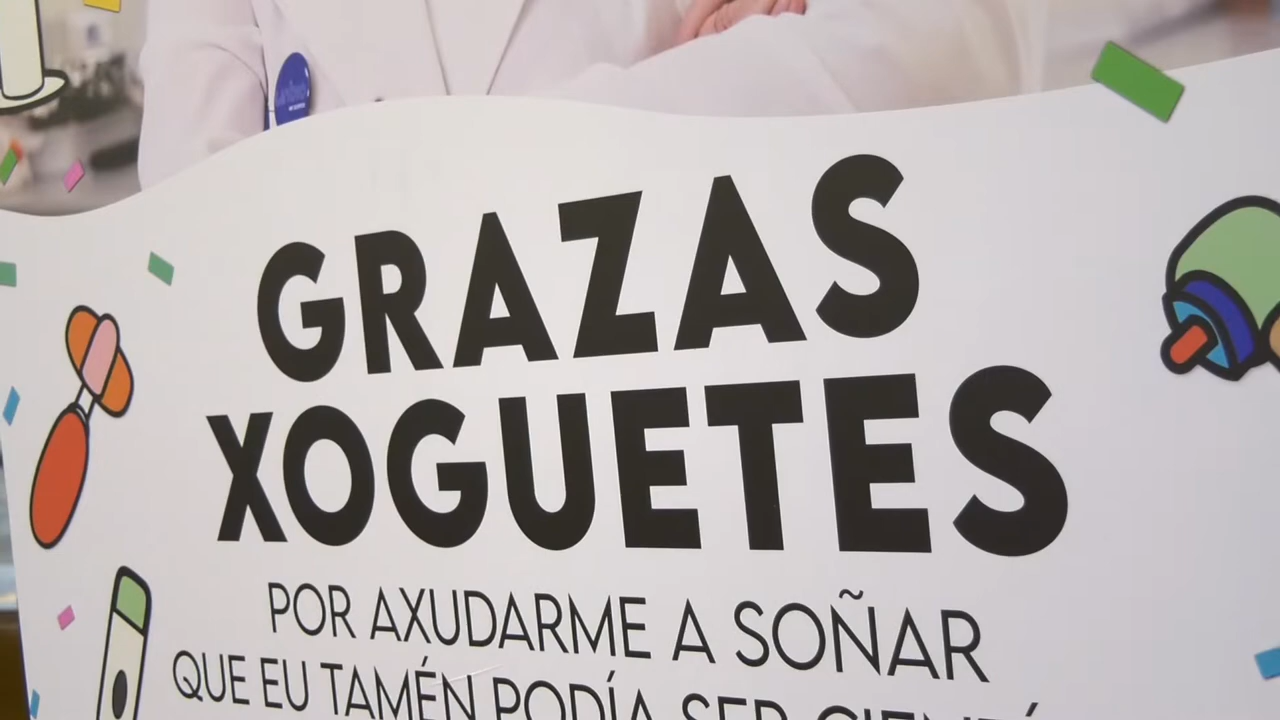 GRAZAS
XOGUETES
POR AXUDARME A SOÑAR
QUE EU TAMÉN PODÍA SER